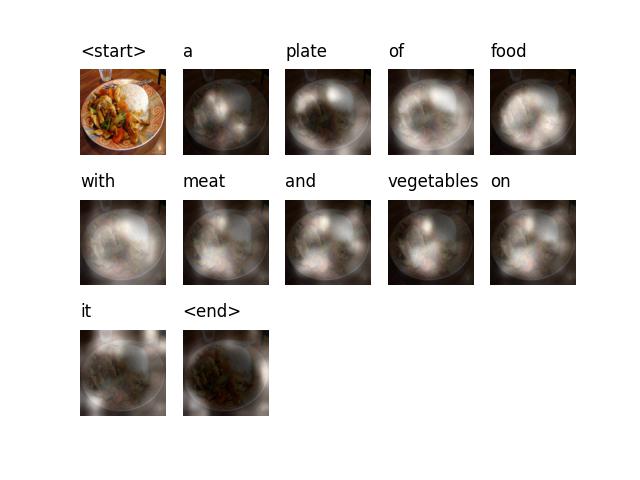 <start> a plate of food
with meat and vegetables on
it <end>